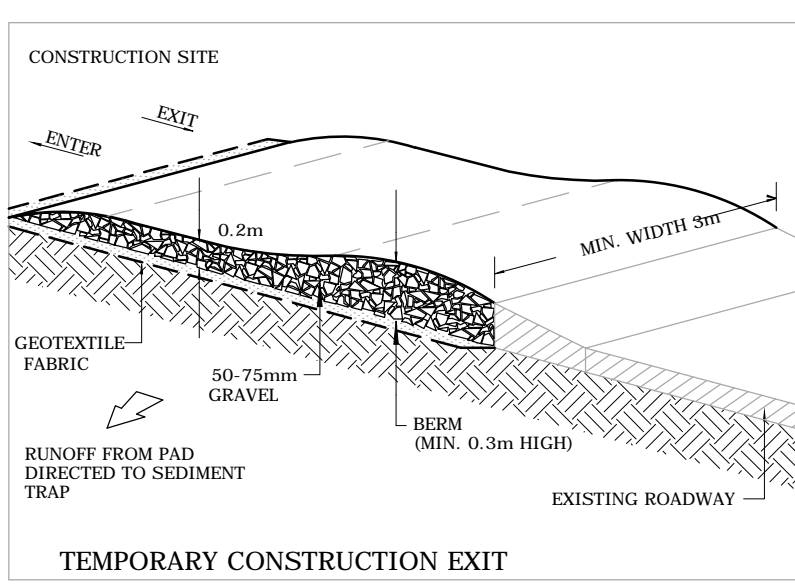 CONSTRUCTION SITE
EXIT
ENTER
0.2m
MIN. WIDTH 3m
GEOTEXTILE
FABRIC
50-75mm
GRAVEL
BERM
(MIN. 0.3m HIGH)
RUNOFF FROM PAD
DIRECTED TO SEDIMENT
TRAP
EXISTING ROADWAY
TEMPORARY CONSTRUCTION EXIT